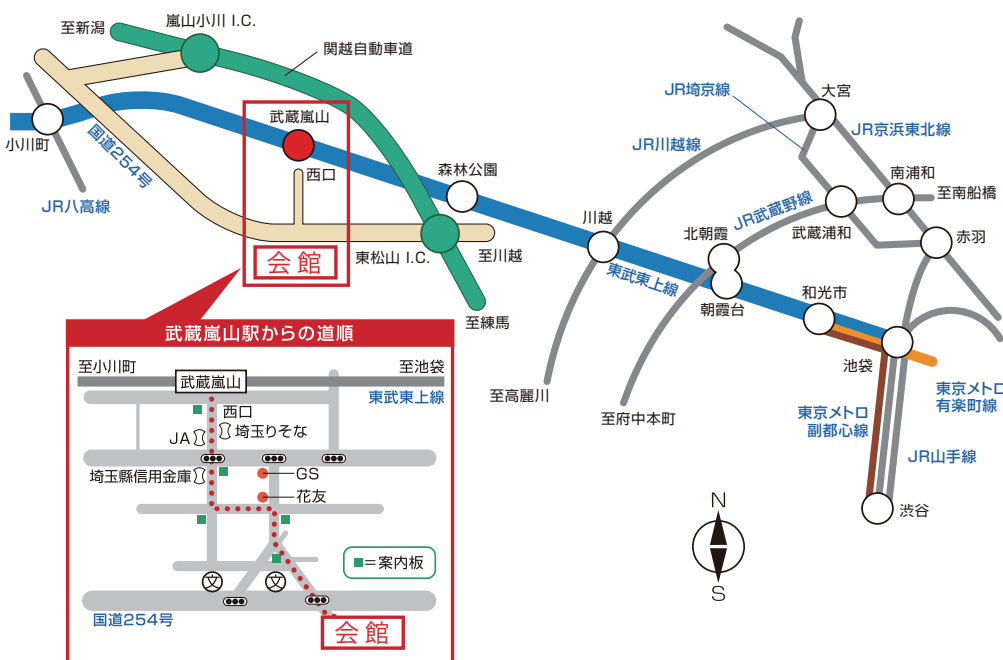 至新潟
嵐山小川 I.C.
関越自動車道
武蔵嵐山
小川町
国道254号
JR八高線
西口
森林公園
会館
東松山 I.C.
至川越
至練馬
川越
東武東上線
JR川越線
JR埼京線
大宮
JR京浜東北線
南浦和
至南船橋
JR武蔵野線
武蔵浦和
赤羽
北朝霞
朝霞台
和光市
池袋
至高麗川
至府中本町
東京メトロ
有楽町線
東京メトロ
副都心線
JR山手線
渋谷
N
S
武蔵嵐山駅からの道順
至小川町
至池袋
武蔵嵐山
東武東上線
西口
JA
埼玉りそな
埼玉縣信用金庫
GS
花友
=案内板
文
文
国道254号
会館